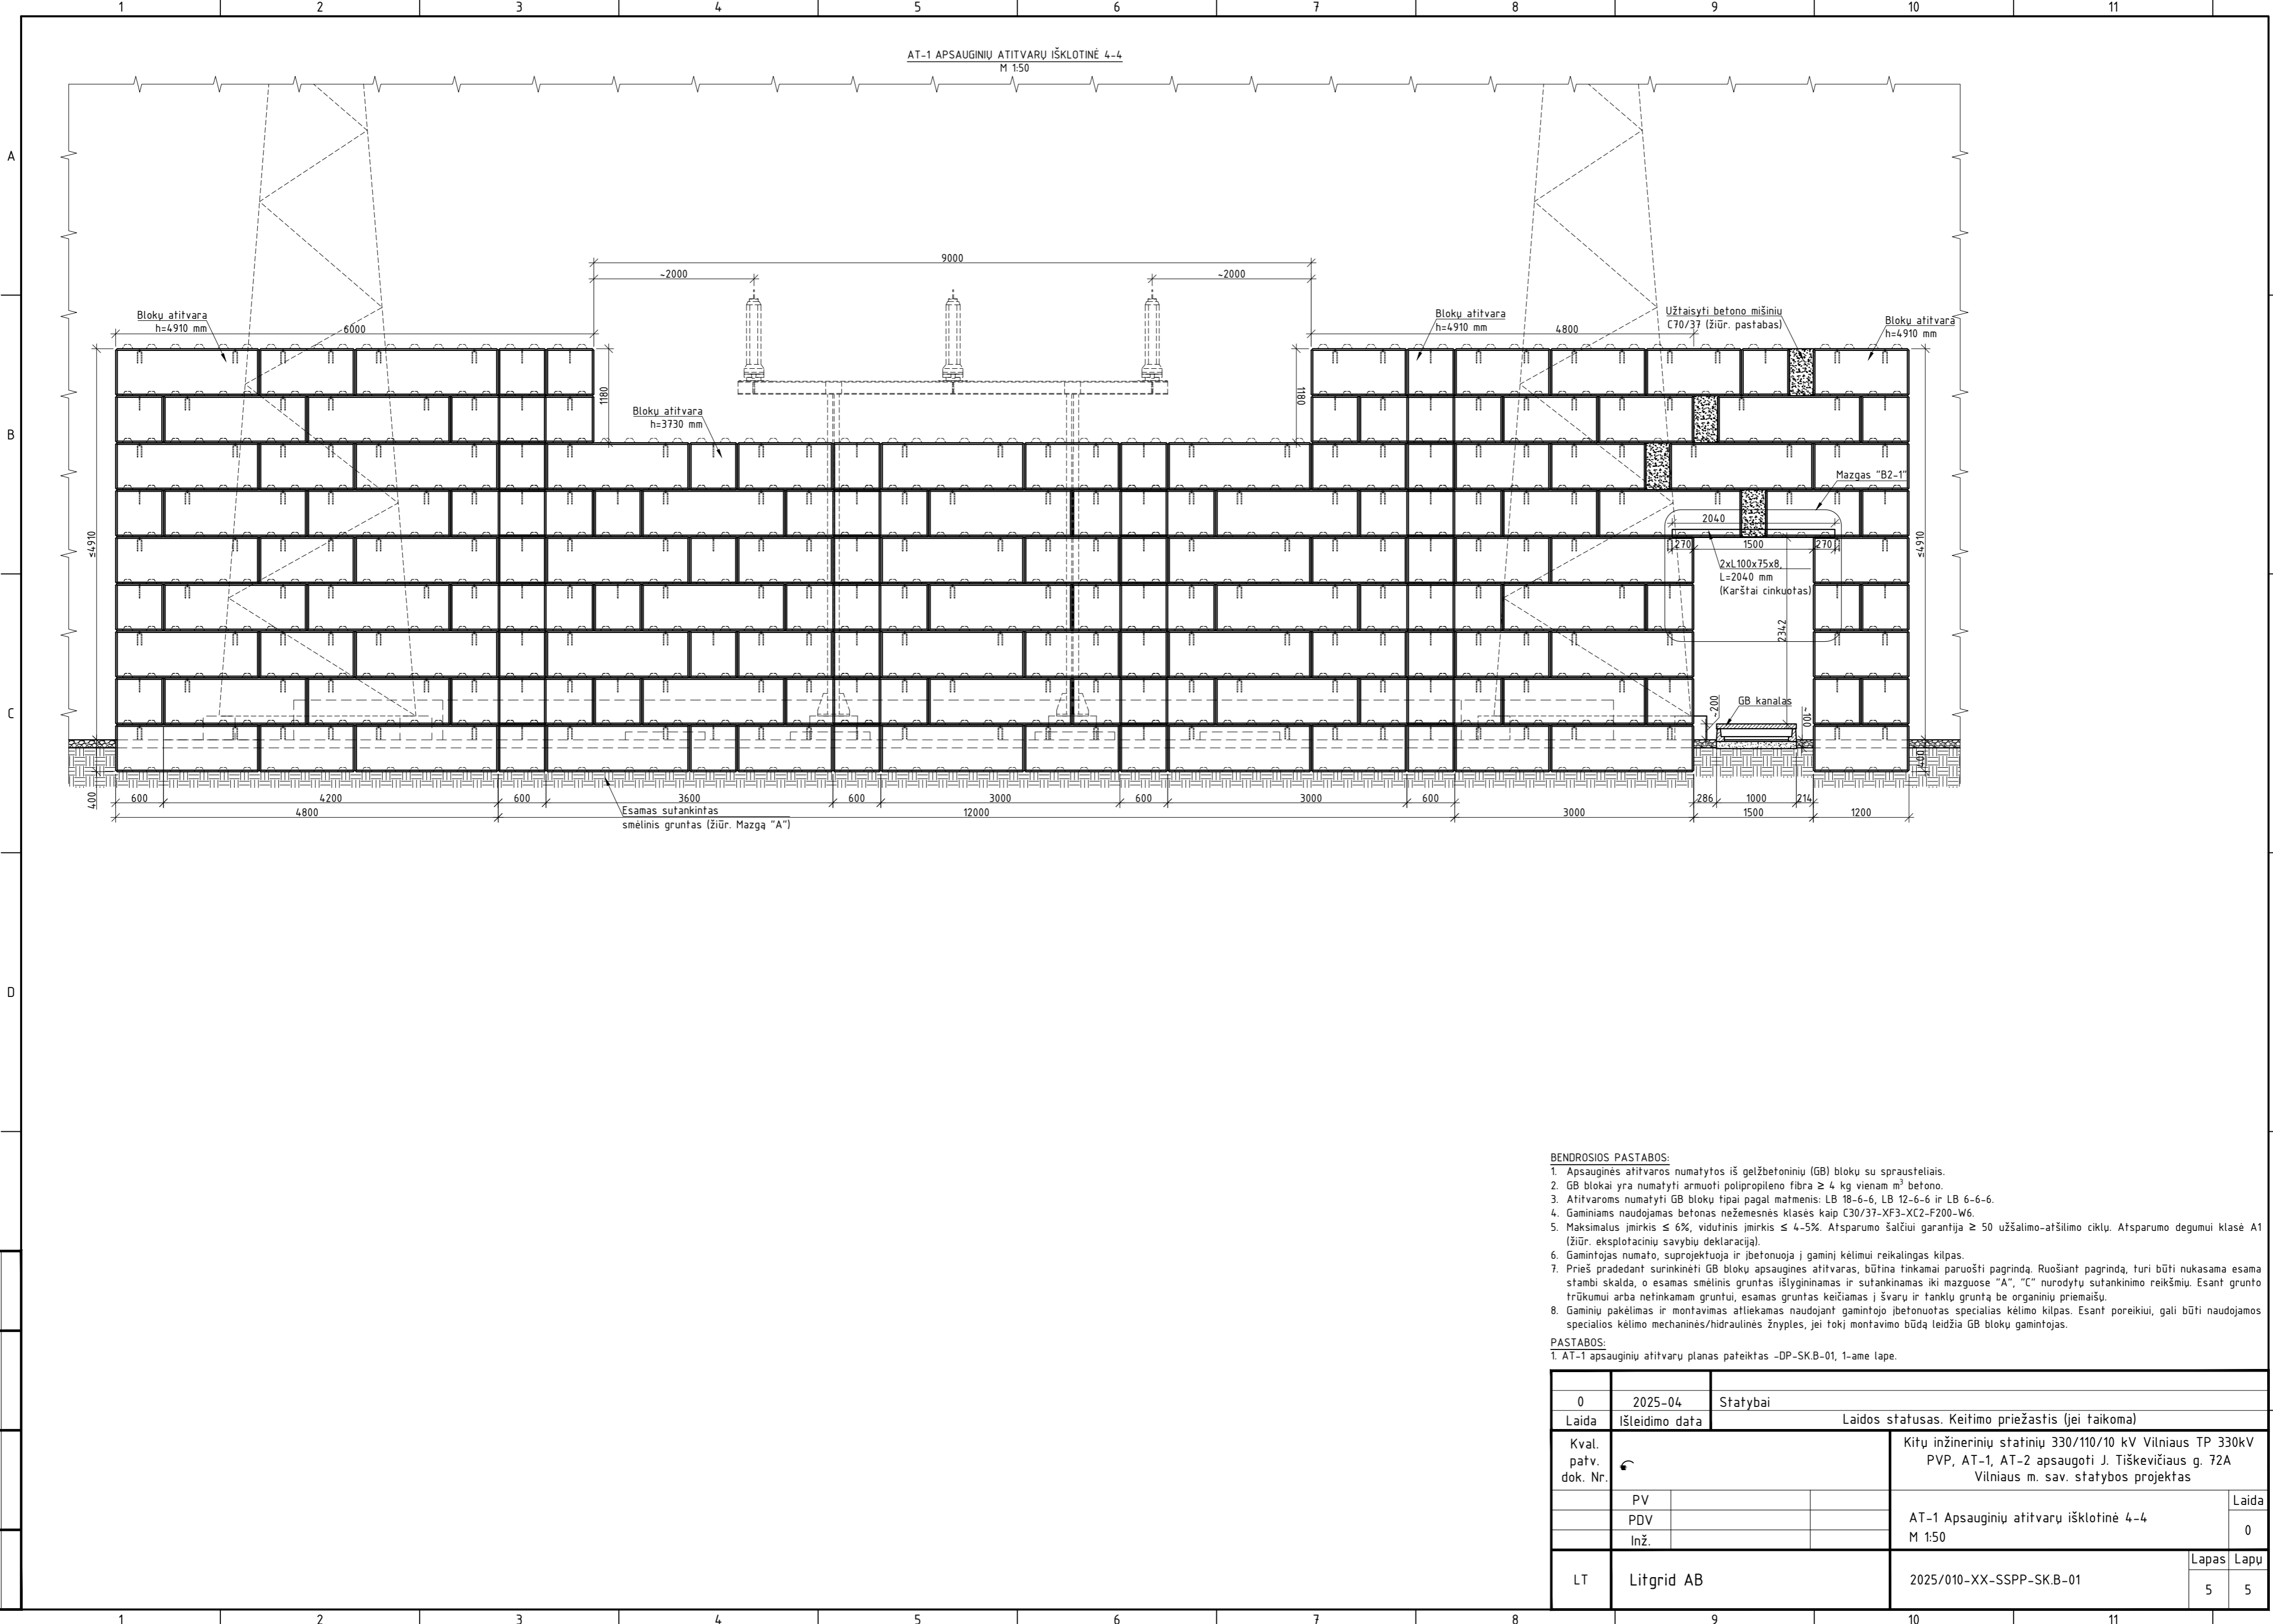 1 2 3 4 5 6 7 8 9 10 11
AT-1 APSAUGINIŲ ATITVARŲ IŠKLOTINĖ 4-4
M 1:50
A
B
C
D
9000
~2000
~2000
Blokų atitvara
h=4910 mm
6000
1180
Blokų atitvara
h=3730 mm
1180
Blokų atitvara
h=4910 mm
4800
Užtaisyti betono mišiniu
C70/37 (žiūr. pastabas)
Blokų atitvara
h=4910 mm
Mazgas "B2-1"
≤4910
2040
270 1500 270
2xL100x75x8,
L=2040 mm
(Karštai cinkuotas)
2342
≤4910
~200
GB kanalas
~100
400
400
600 4200 600 3600 600 3000 600 3000 600 286 1000 214
4800 12000 3000 1500 1200
Esamas sutankintas
smėlinis gruntas (žiūr. Mazgą "A")
BENDROSIOS PASTABOS:
1. Apsauginės atitvaros numatytos iš gelžbetoninių (GB) blokų su sprausteliais.
2. GB blokai yra numatyti armuoti polipropileno fibra ≥ 4 kg vienam m³ betono.
3. Atitvaroms numatyti GB blokų tipai pagal matmenis: LB 18-6-6, LB 12-6-6 ir LB 6-6-6.
4. Gaminiams naudojamas betonas nežemesnės klasės kaip C30/37-XF3-XC2-F200-W6.
5. Maksimalus įmirkis ≤ 6%, vidutinis įmirkis ≤ 4-5%. Atsparumo šalčiui garantija ≥ 50 užšalimo-atšilimo ciklų. Atsparumo degumui klasė A1
(žiūr. eksplotacinių savybių deklaraciją).
6. Gamintojas numato, suprojektuoja ir įbetonuoja į gaminį kėlimui reikalingas kilpas.
7. Prieš pradedant surinkinėti GB blokų apsaugines atitvaras, būtina tinkamai paruošti pagrindą. Ruošiant pagrindą, turi būti nukasama esama
stambi skalda, o esamas smėlinis gruntas išlyginamas ir sutankinamas iki mazguose "A", "C" nurodytų sutankinimo reikšmių. Esant grunto
trūkumui arba netinkamam gruntui, esamas gruntas keičiamas į švarų ir tanklų gruntą be organinių priemaišų.
8. Gaminių pakėlimas ir montavimas atliekamas naudojant gamintojo įbetonuotas specialias kėlimo kilpas. Esant poreikiui, gali būti naudojamos
specialios kėlimo mechaninės/hidraulinės žnyplės, jei tokį montavimo būdą leidžia GB blokų gamintojas.
PASTABOS:
1. AT-1 apsauginių atitvarų planas pateiktas -DP-SK.B-01, 1-ame lape.
0 2025-04 Statybai
Laida Išleidimo data Laidos statusas. Keitimo priežastis (jei taikoma)
Kval.
patv.
dok. Nr.
Kitų inžinerinių statinių 330/110/10 kV Vilniaus TP 330kV
PVP, AT-1, AT-2 apsaugoti J. Tiškevičiaus g. 72A
Vilniaus m. sav. statybos projektas
PV
PDV
Inž.
AT-1 Apsauginių atitvarų išklotinė 4-4
M 1:50
Laida
0
LT Litgrid AB 2025/010-XX-SSPP-SK.B-01
Lapas Lapų
5 5
1 2 3 4 5 6 7 8 9 10 11